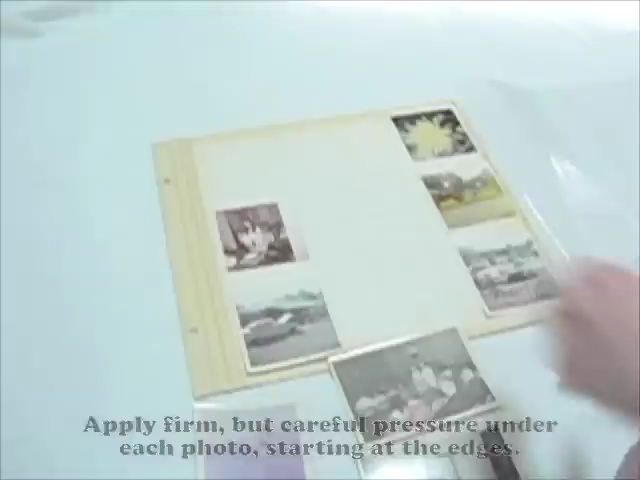 Apply firm, but careful pressure under
each photo, starting at the edges.